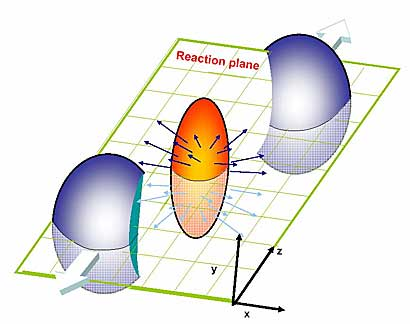 Reaction plane
z
y
x